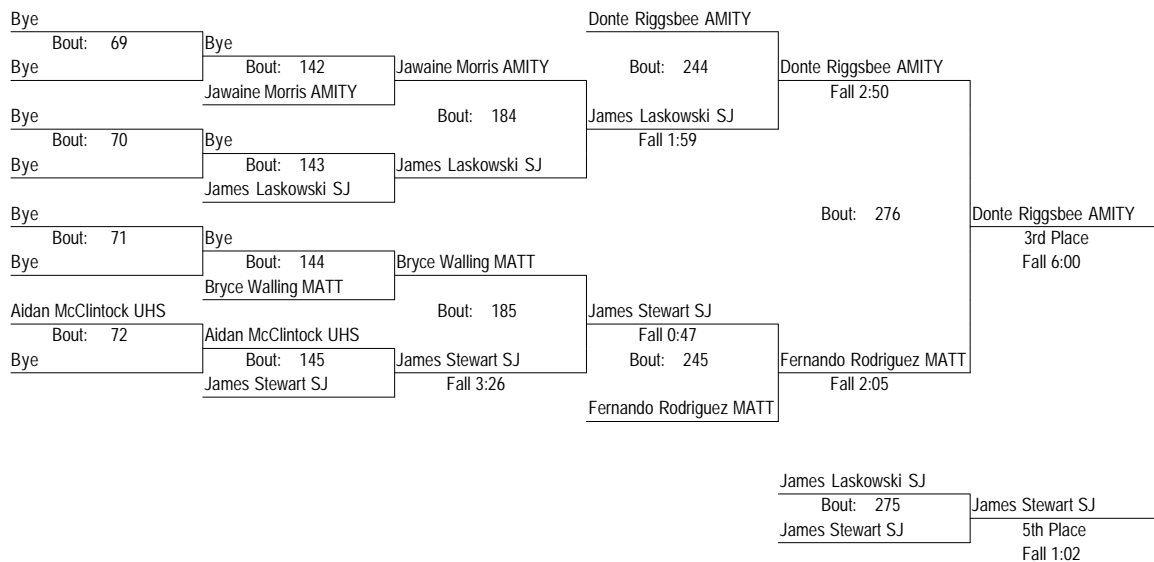 Bye
Bout: 69
Bye
Bye
Bout: 142
Jawaine Morris AMITY
Bye
Bout: 70
Bye
Bye
Bout: 143
James Laskowski SJ
Jawaine Morris AMITY
Bout: 184
James Laskowski SJ
Bye
Bout: 71
Bye
Bye
Bout: 144
Bryce Walling MATT
Aidan McClintock UHS
Bout: 72
Bye
Aidan McClintock UHS
Bout: 145
James Stewart SJ
Bryce Walling MATT
Bout: 185
James Stewart SJ
Fall 3:26
Donte Riggsbee AMITY
Bout: 244
James Laskowski SJ
Fall 1:59
James Stewart SJ
Fall 0:47
Bout: 245
Fernando Rodriguez MATT
Donte Riggsbee AMITY
Fall 2:50
Bout: 276
Fernando Rodriguez MATT
Fall 2:05
Donte Riggsbee AMITY
3rd Place
Fall 6:00
James Laskowski SJ
Bout: 275
James Stewart SJ
James Stewart SJ
5th Place
Fall 1:02